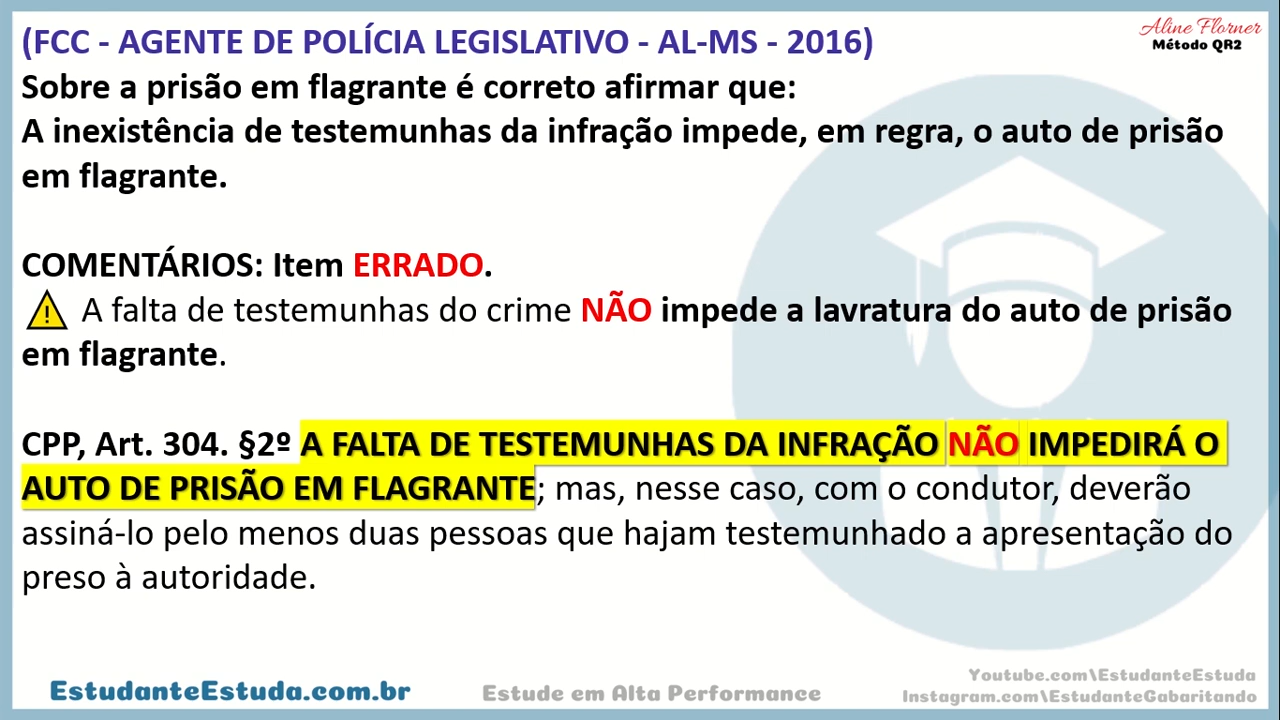 Aline Florner
Método QR2
(FCC - AGENTE DE POLÍCIA LEGISLATIVO - AL-MS - 2016)
Sobre a prisão em flagrante é correto afirmar que:
A inexistência de testemunhas da infração impede, em regra, o auto de prisão
em flagrante.
COMENTÁRIOS: Item ERRADO.
A falta de testemunhas do crime NÃO impede a lavratura do auto de prisão
em flagrante.
CPP, Art. 304. §2º A FALTA DE TESTEMUNHAS DA INFRAÇÃO NÃO IMPEDIRÁ O
AUTO DE PRISÃO EM FLAGRANTE; mas, nesse caso, com o condutor, deverão
assiná-lo pelo menos duas pessoas que hajam testemunhado a apresentação do
preso à autoridade.
EstudanteEstuda.com.br
Estude em Alta Performance
Youtube.com\EstudanteEstuda
Instagram.com\EstudanteGabaritando